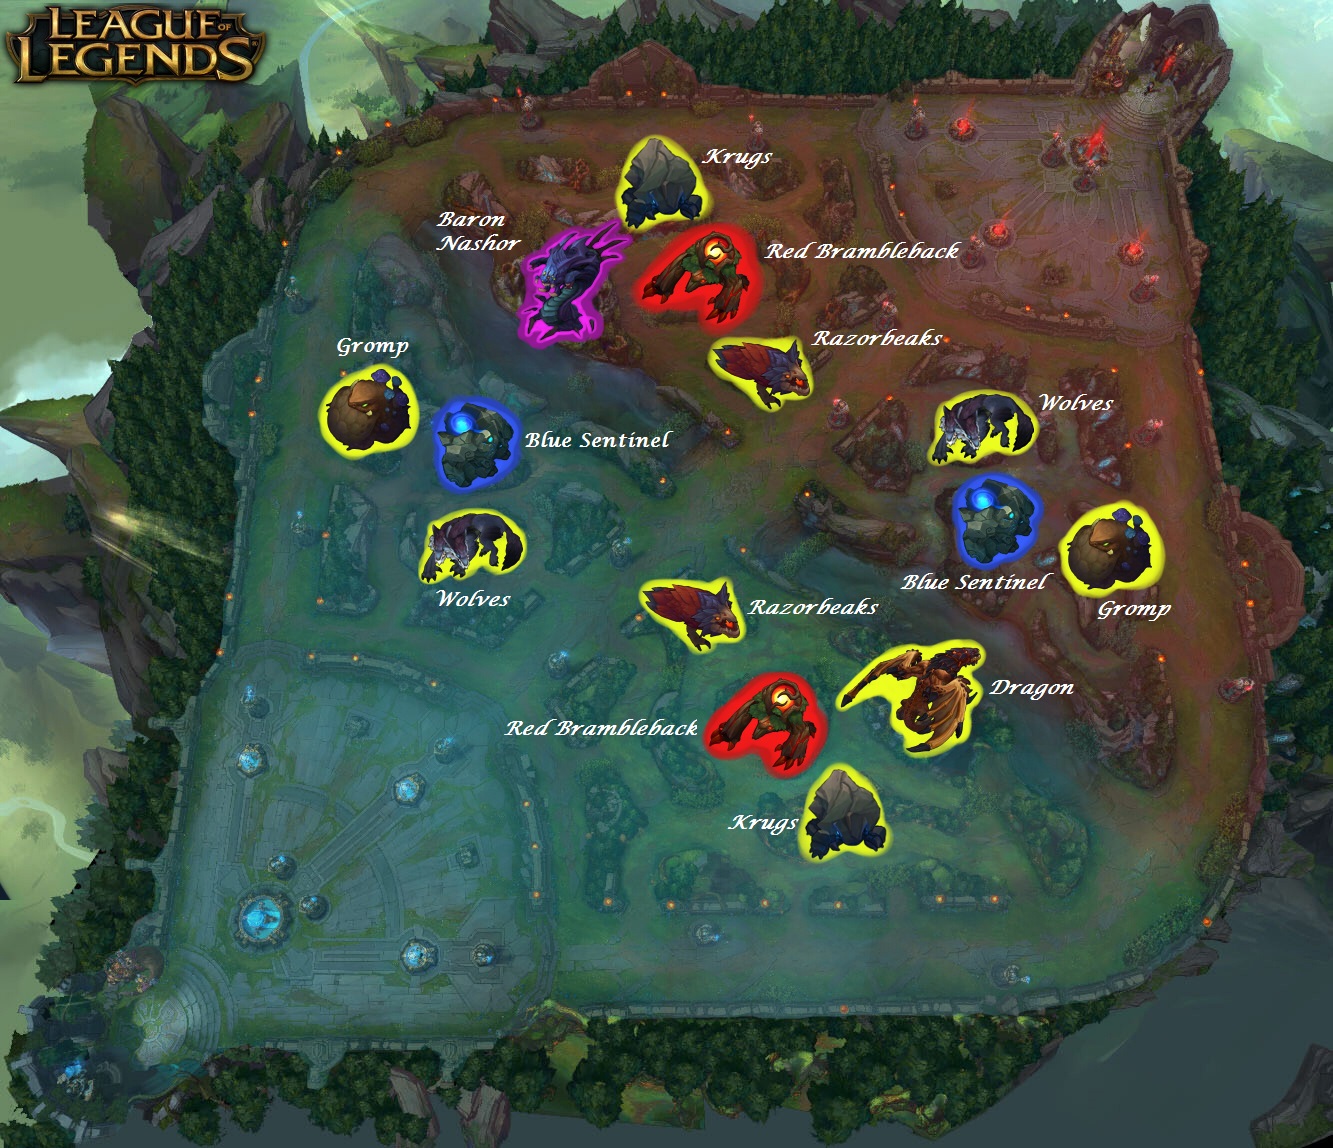 LEAGUE OF
LEGENDS
Krugs
Baron
Nashor
Red Brambleback
Razorbeaks
Gromp
Wolves
Blue Sentinel
Blue Sentinel
Wolves
Razorbeaks
Gromp
Dragon
Red Brambleback
Krugs